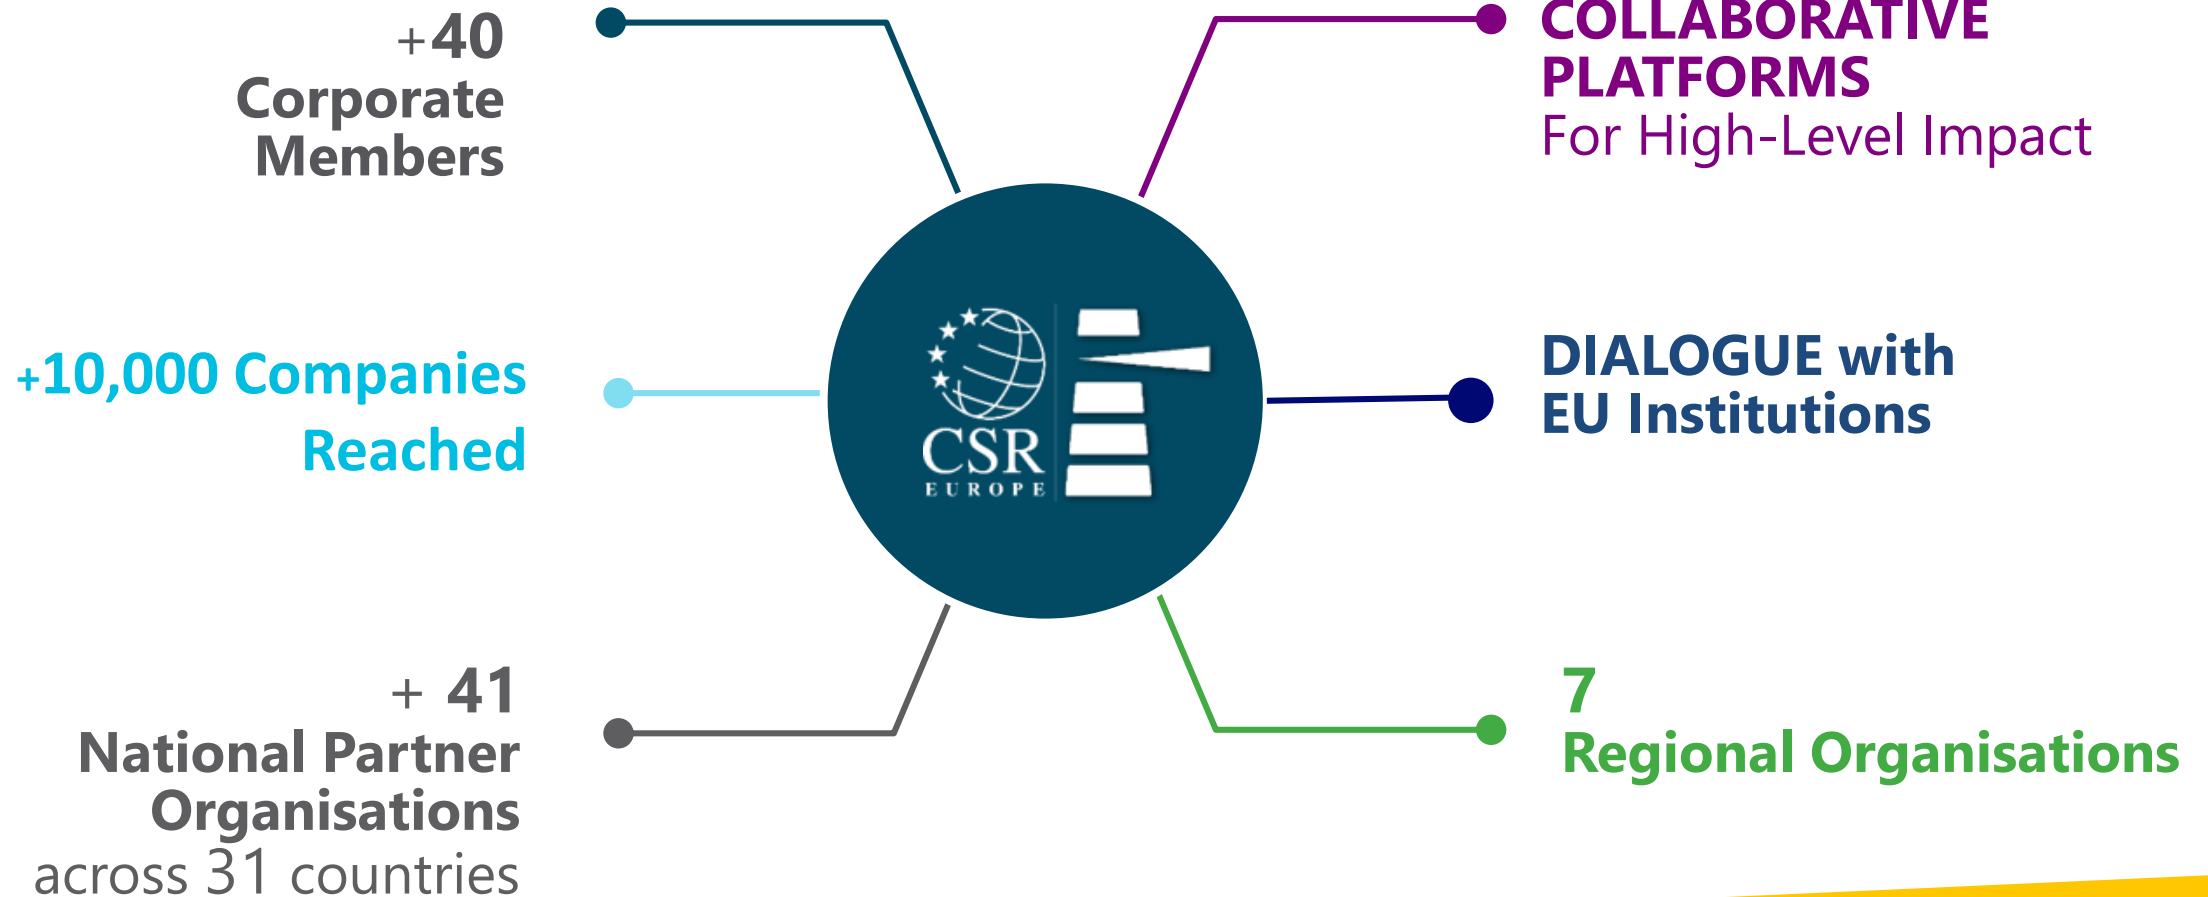 +40
Corporate
Members
+10,000 Companies
Reached
+ 41
National Partner
Organisations
across 31 countries
CSR
EUROPE
COLLABORATIVE
PLATFORMS
For High-Level Impact
DIALOGUE with
EU Institutions
7
Regional Organisations